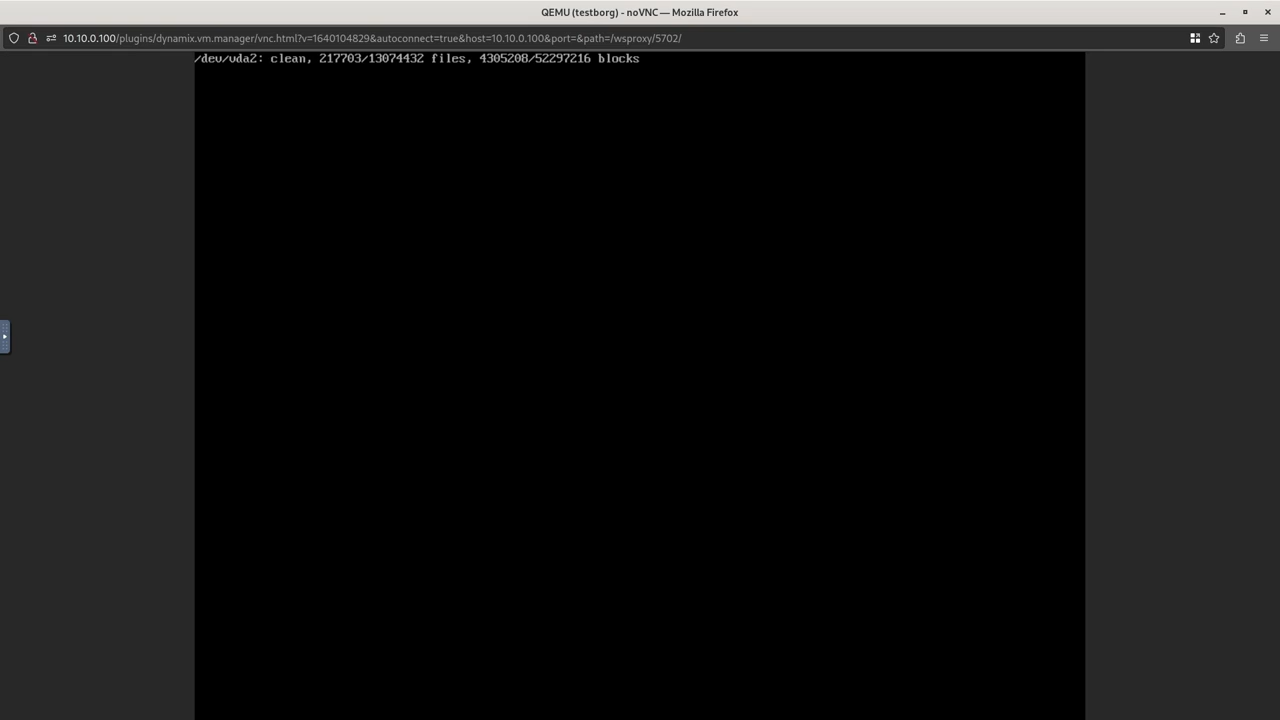 QEMU (testborg) - noVNC — Mozilla Firefox
10.10.0.100/plugins/dynamix.vm.manager/vnc.html?v=1640104829&autoconnect=true&host=10.10.0.100&port=&path=/wsproxy/5702/
/dev/vda2: clean, 217703/13074432 files, 4305208/52297216 blocks